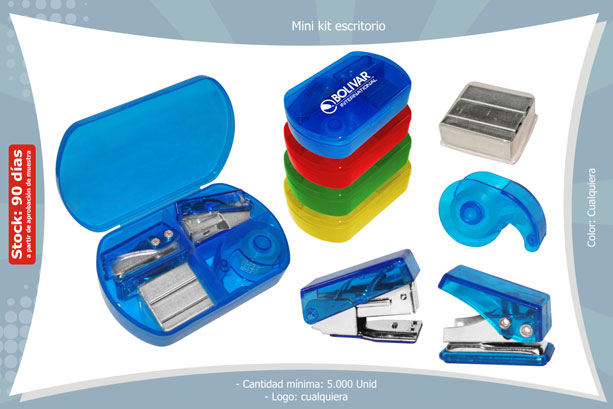 Mini kit escritorio
BOLIVAR
INTERNATIONAL
Stock: 90 días
a partir de aprobación de muestra
Color: Cualquiera
- Cantidad mínima: 5.000 Unid
- Logo: cualquiera